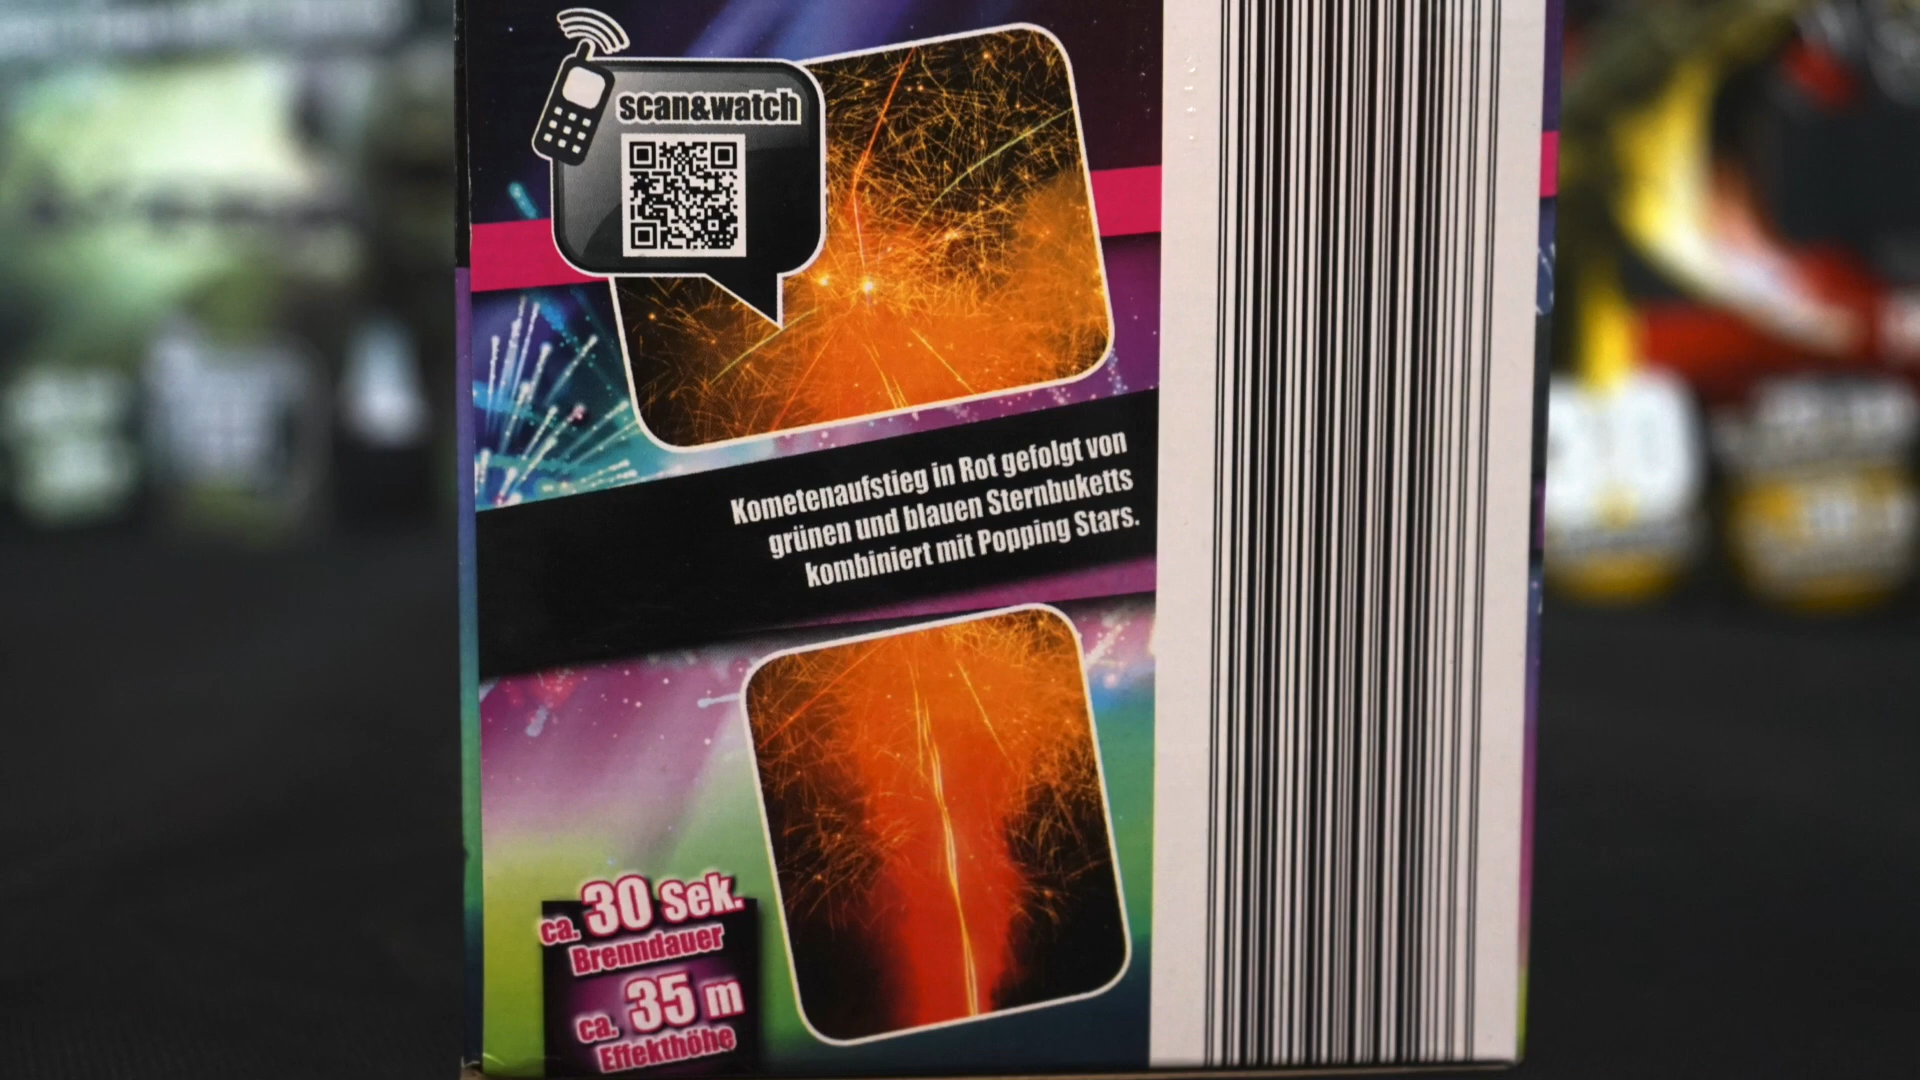 scan&watch
Kometenaufstieg in Rot gefolgt von
grünen und blauen Sternbuketts
kombiniert mit Popping Stars.
ca. 30 Sek.
Brenndauer
ca. 35 m
Effekthöhe